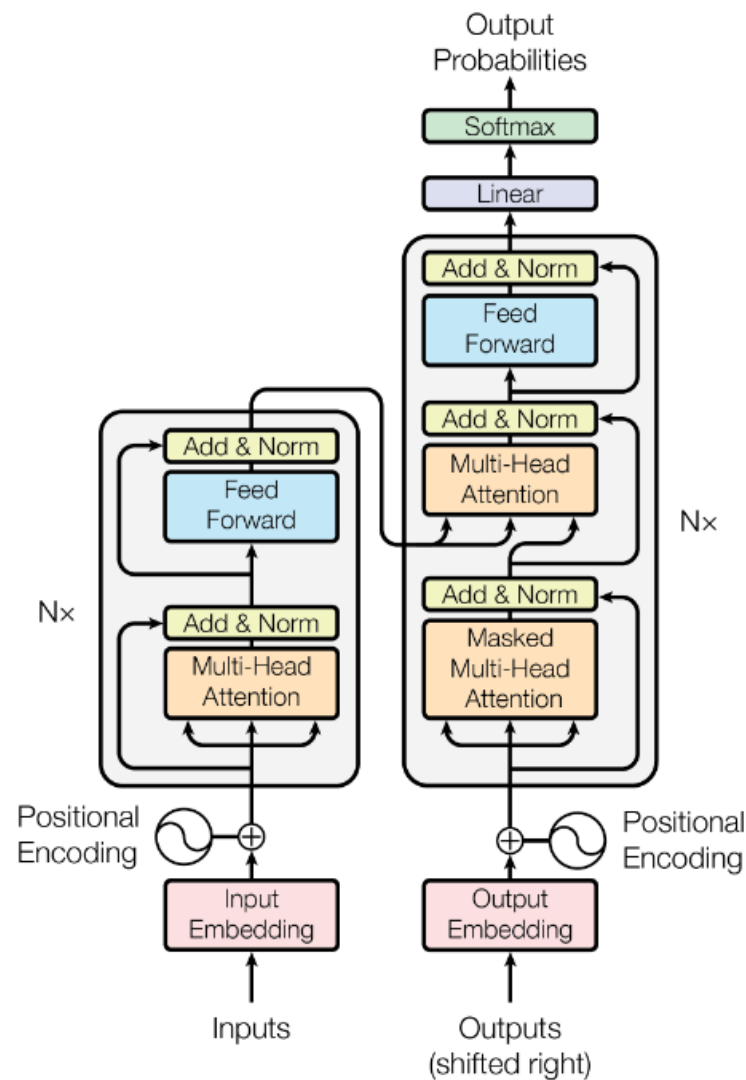 Output
Probabilities
Softmax
Linear
Add & Norm
Feed
Forward
Add & Norm
Multi-Head
Attention
Add & Norm
Masked
Multi-Head
Attention
Nx
Add & Norm
Feed
Forward
Add & Norm
Multi-Head
Attention
Nx
Positional
Encoding
Positional
Encoding
Input
Embedding
Output
Embedding
Inputs
Outputs
(shifted right)